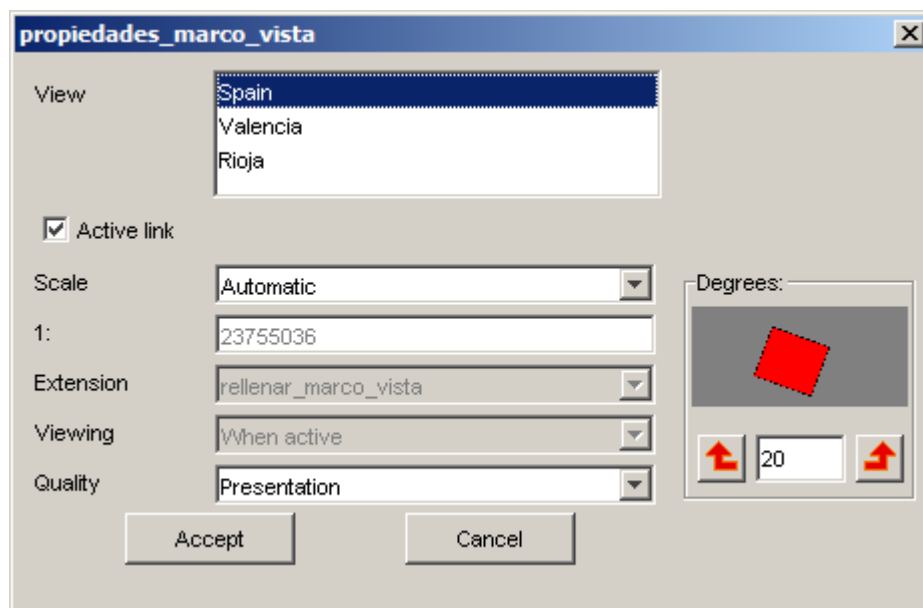 propiedades_marco_vista
View
Spain
Valencia
Rioja
Active link
Scale
Automatic
Degrees:
1:
23755036
Extension
rellenar_marco_vista
Viewing
When active
20
Quality
Presentation
Accept
Cancel